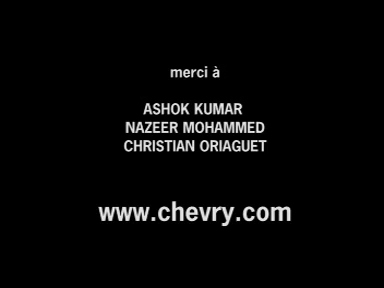 merci à
ASHOK KUMAR
NAZEER MOHAMMED
CHRISTIAN ORIAGUET
www.chevry.com